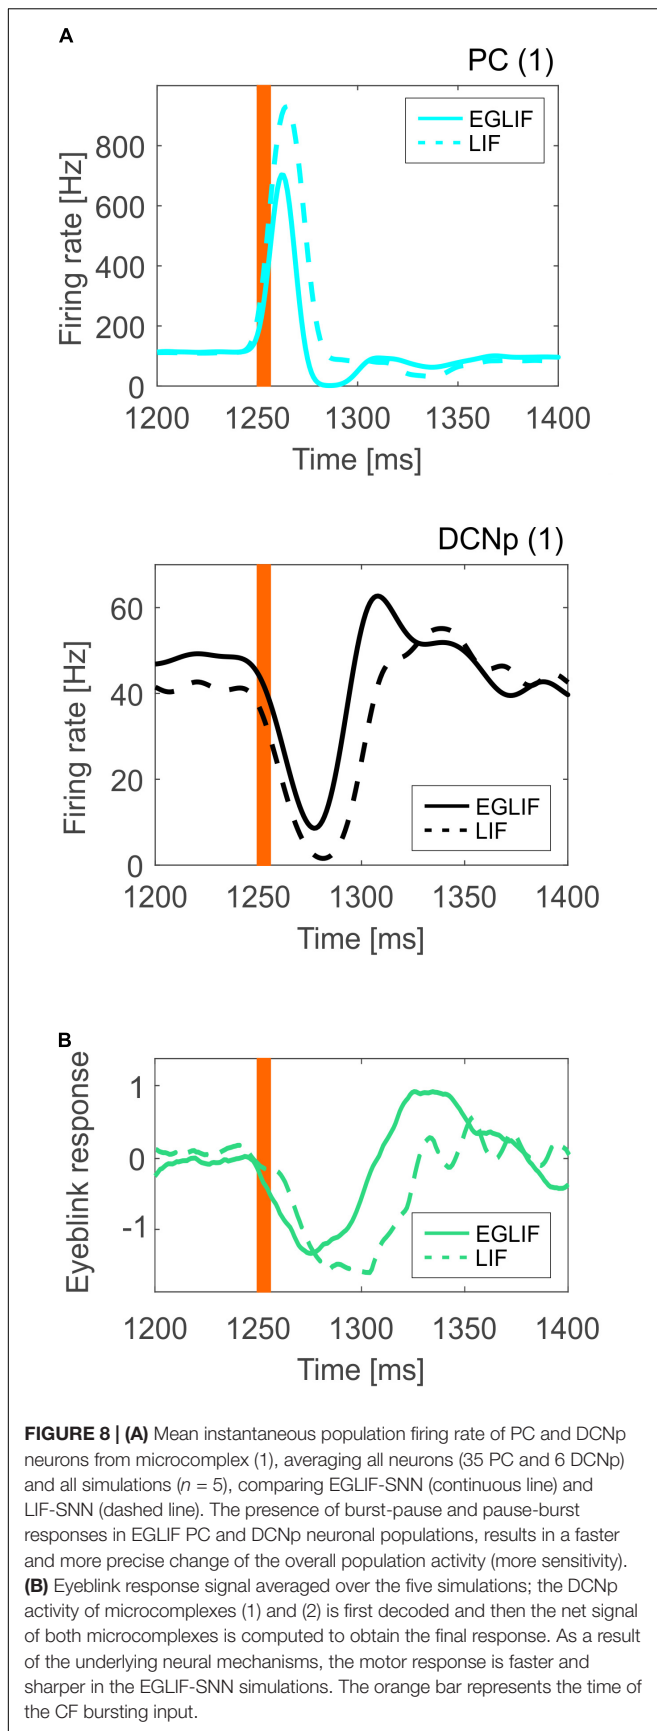 A
PC (1)
EGLIF
LIF
Firing rate [Hz]
800
600
400
200
0
1200 1250 1300 1350 1400
Time [ms]
DCNp (1)
Firing rate [Hz]
60
40
20
0
EGLIF
LIF
1200 1250 1300 1350 1400
Time [ms]
B
Eyeblink response
1
0
-1
EGLIF
LIF
1200 1250 1300 1350 1400
Time [ms]
FIGURE 8 | (A) Mean instantaneous population firing rate of PC and DCNp
neurons from microcomplex (1), averaging all neurons (35 PC and 6 DCNp)
and all simulations (n = 5), comparing EGLIF-SNN (continuous line) and
LIF-SNN (dashed line). The presence of burst-pause and pause-burst
responses in EGLIF PC and DCNp neuronal populations, results in a faster
and more precise change of the overall population activity (more sensitivity).
(B) Eyeblink response signal averaged over the five simulations; the DCNp
activity of microcomplexes (1) and (2) is first decoded and then the net signal
of both microcomplexes is computed to obtain the final response. As a result
of the underlying neural mechanisms, the motor response is faster and
sharper in the EGLIF-SNN simulations. The orange bar represents the time of
the CF bursting input.